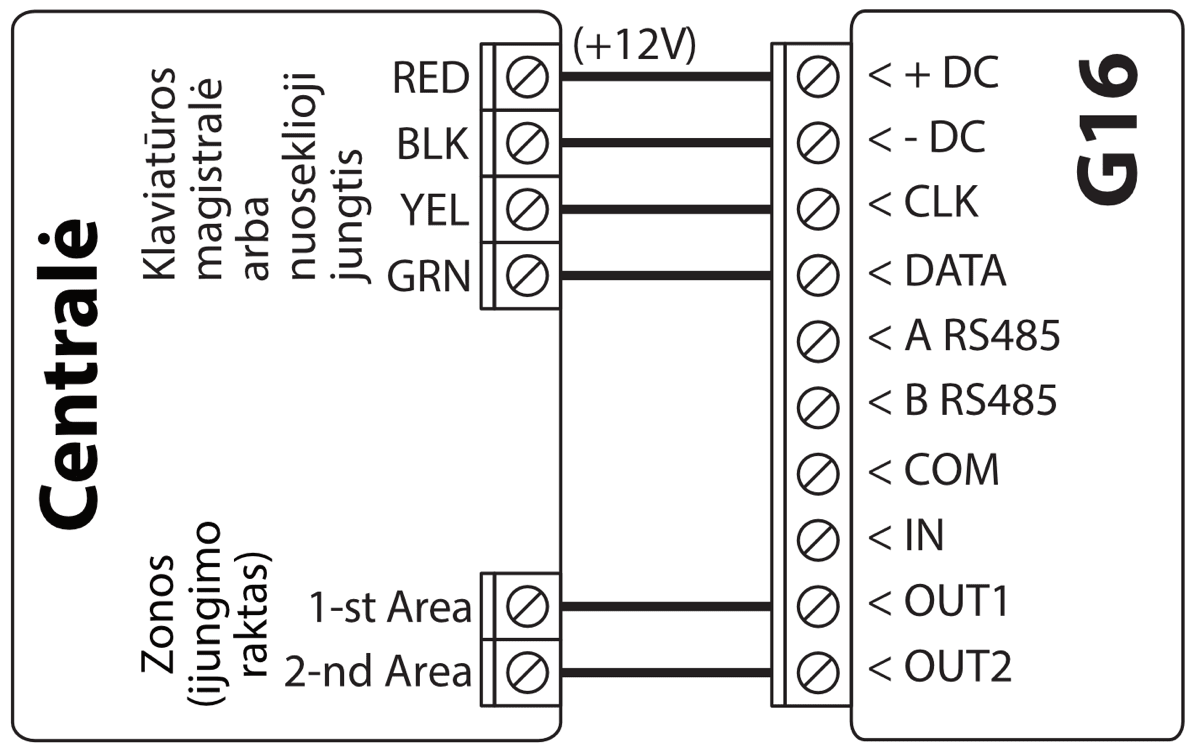 Centralė
Klaviatūros
magistralė
arba
nuoseklioji
jungtis
RED
BLK
YEL
GRN
Zonos
(ijungimo
raktas)
1-st Area
2-nd Area
(+12V)
G16
< + DC
< - DC
< CLK
< DATA
< A RS485
< B RS485
< COM
< IN
< OUT1
< OUT2